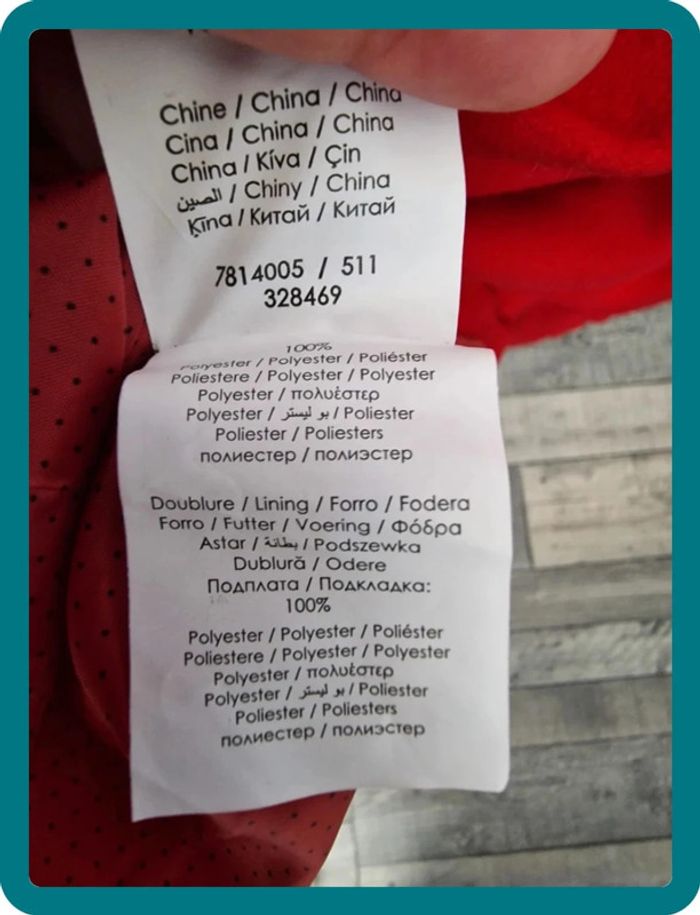 Chine / China / China
Cina / China / China
China / Kíva / Çin
الصين / Chiny / China
Ķīna / Китай / Китай
7814005 / 511
328469
100%
Polyester / Polyester / Poliéster
Poliestere / Polyester / Polyester
Polyester / πολυέστερ
Polyester / بو ليستر / Poliester
Poliester / Poliesters
полиестер / полиэстер
Doublure / Lining / Forro / Fodera
Forro / Futter / Voering / Φόδρα
Astar / بطانة / Podszewka
Dublură / Odere
Подплата / Подкладка:
100%
Polyester / Polyester / Poliéster
Poliestere / Polyester / Polyester
Polyester / πολυέστερ
Polyester / بو ليستر / Poliester
Poliester / Poliesters
полиестер / полиэстер